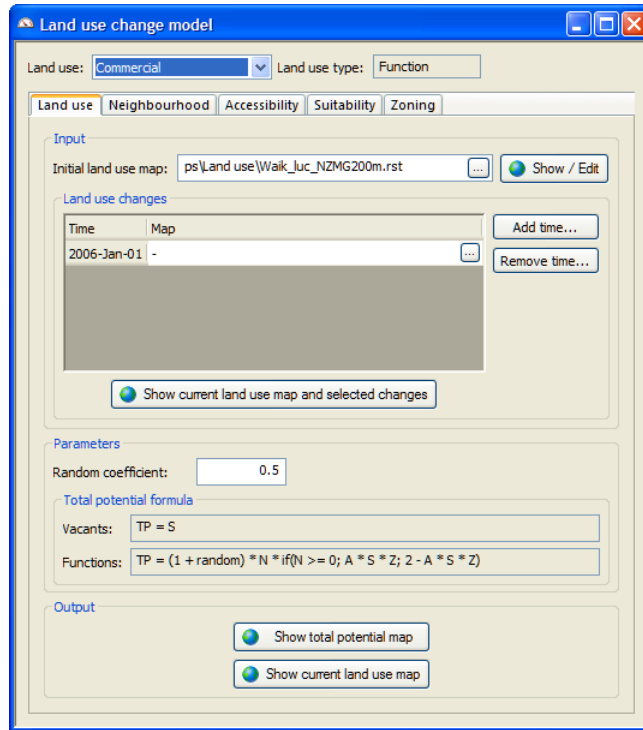 Land use change model
Land use: Commercial Land use type: Function
Land use Neighbourhood Accessibility Suitability Zoning
Input
Initial land use map: ps\Land use\Waik_luc_NZMG200m.rst ... Show / Edit
Land use changes
Time Map Add time...
2006-Jan-01 - ... Remove time...
Show current land use map and selected changes
Parameters
Random coefficient: 0.5
Total potential formula
Vacants: TP = S
Functions: TP = (1 + random) * N * if(N >= 0; A * S * Z; 2 - A * S * Z)
Output
Show total potential map
Show current land use map